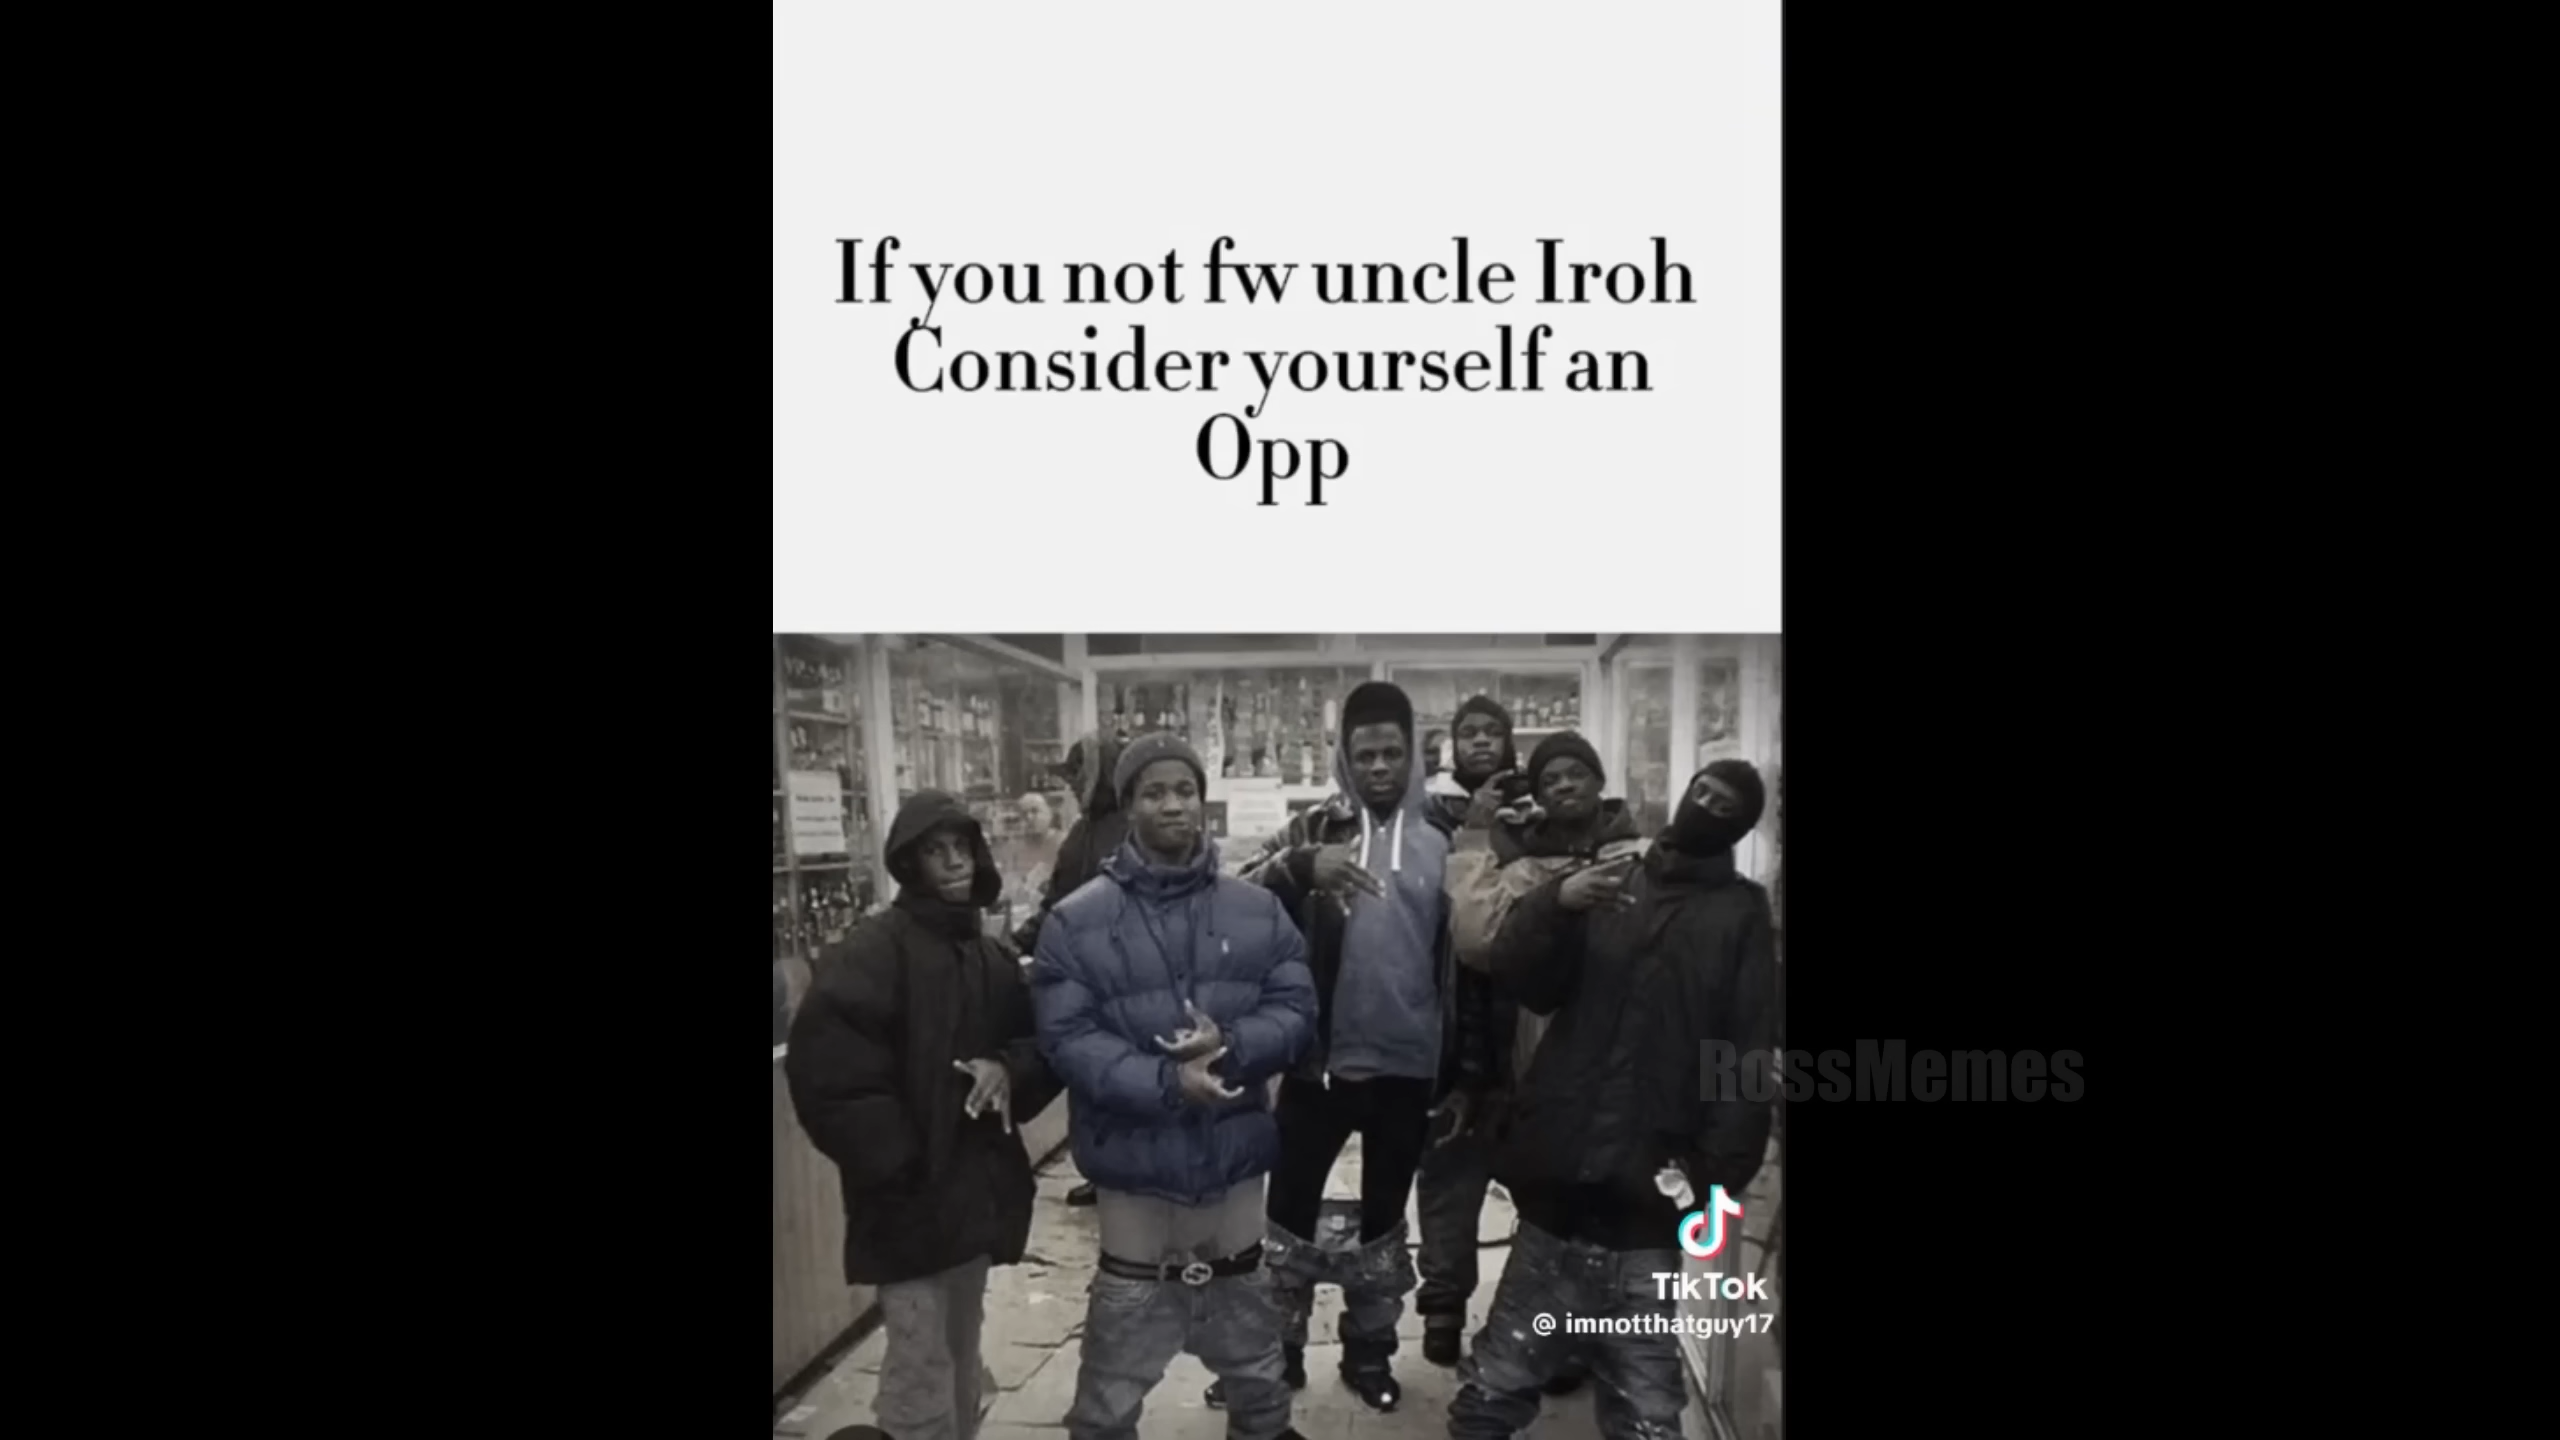 If you not fw uncle Iroh
Consider yourself an
Opp
RossMemes
TikTok
@ imnotthatguy17